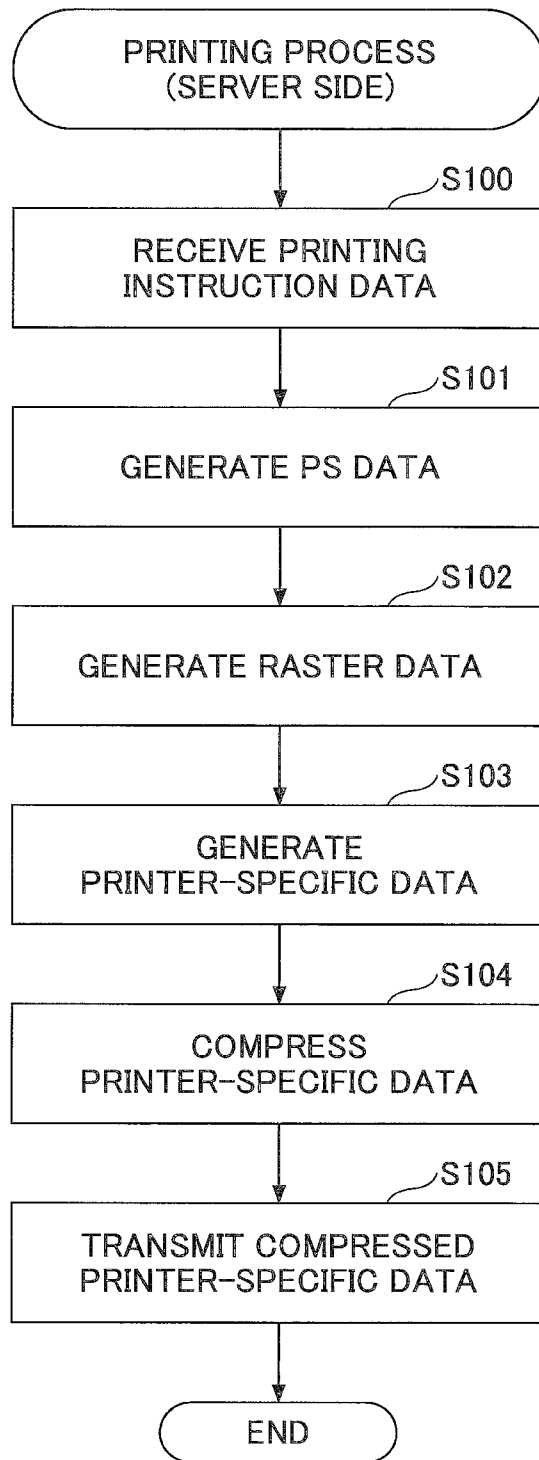 PRINTING PROCESS
(SERVER SIDE)
S100
RECEIVE PRINTING
INSTRUCTION DATA
S101
GENERATE PS DATA
S102
GENERATE RASTER DATA
S103
GENERATE
PRINTER-SPECIFIC DATA
S104
COMPRESS
PRINTER-SPECIFIC DATA
S105
TRANSMIT COMPRESSED
PRINTER-SPECIFIC DATA
END